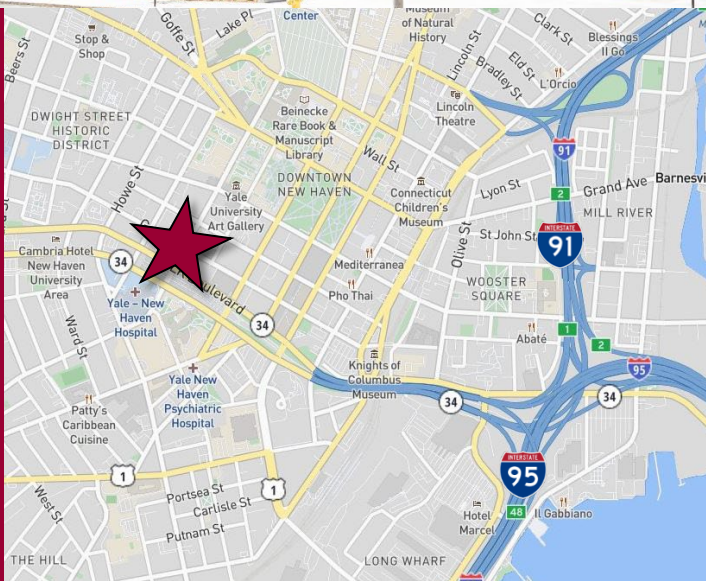 Goffe St
Lake Pl
Center
of Natural
History
Clark St
Blessings
II Go
Stop &
Shop
Beers St
Lincoln St
Bradley St
Eld St
L'Orcio
DWIGHT STREET
HISTORIC
DISTRICT
Beinecke
Rare Book &
Manuscript
Library
Lincoln
Theatre
Wall St
91
DOWNTOWN
NEW HAVEN
Howe St
Yale
University
Art Gallery
Connecticut
Children's
Museum
Lyon St
2
Grand Ave
Barnesvi
MILL RIVER
Olive St
St John St
INTERSTATE
91
Cambria Hotel
New Haven
University
Area
34
Mediterranea
WOOSTER
SQUARE
Yale – New
Haven
Hospital
Boulevard
Pho Thai
34
Ward St
1
Abaté
2
95
Knights of
Columbus
Museum
Yale New
Haven
Psychiatric
Hospital
34
34
Patty's
Caribbean
Cuisine
INTERSTATE
95
1
1
Portsea St
Carlisle St
Putnam St
West St
48
Hotel
Marcel
Il Gabbiano
THE HILL
LONG WHARF